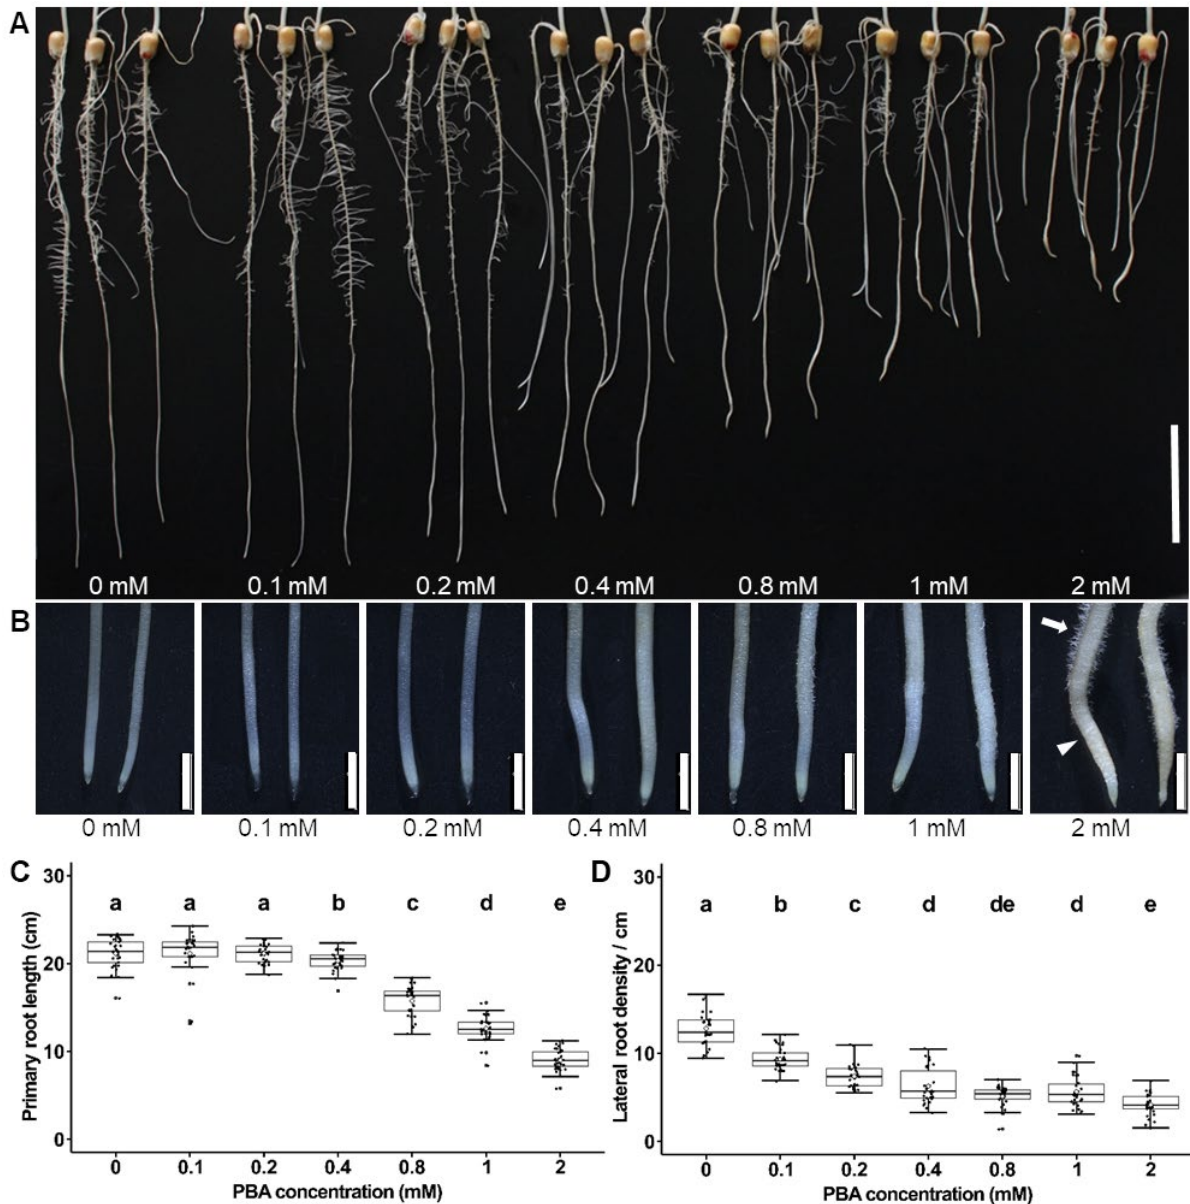 A
0 mM 0.1 mM 0.2 mM 0.4 mM 0.8 mM 1 mM 2 mM
B
0 mM 0.1 mM 0.2 mM 0.4 mM 0.8 mM 1 mM 2 mM
C
30
20
10
0
Primary root length (cm)
a a a b c d e
0 0.1 0.2 0.4 0.8 1 2
PBA concentration (mM)
D
30
20
10
0
Lateral root density / cm
a b c d de d e
0 0.1 0.2 0.4 0.8 1 2
PBA concentration (mM)